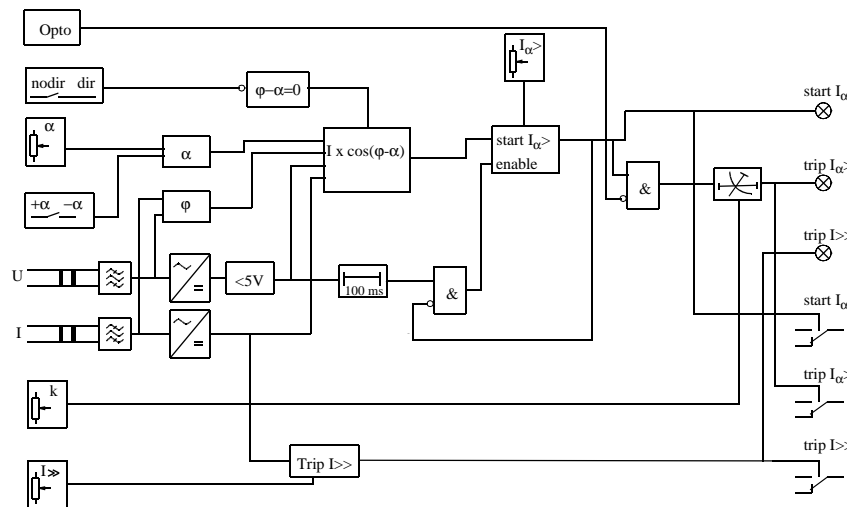 Opto
nodir dir
φ−α=0
Iα>
start Iα
α
α
I x cos(φ-α)
start Iα>
enable
trip Iα>
&
+α −α
φ
trip I>>
U
<5V
100 ms
&
start Iα
I
trip Iα>
k
trip I>>
Trip I>>
I>>